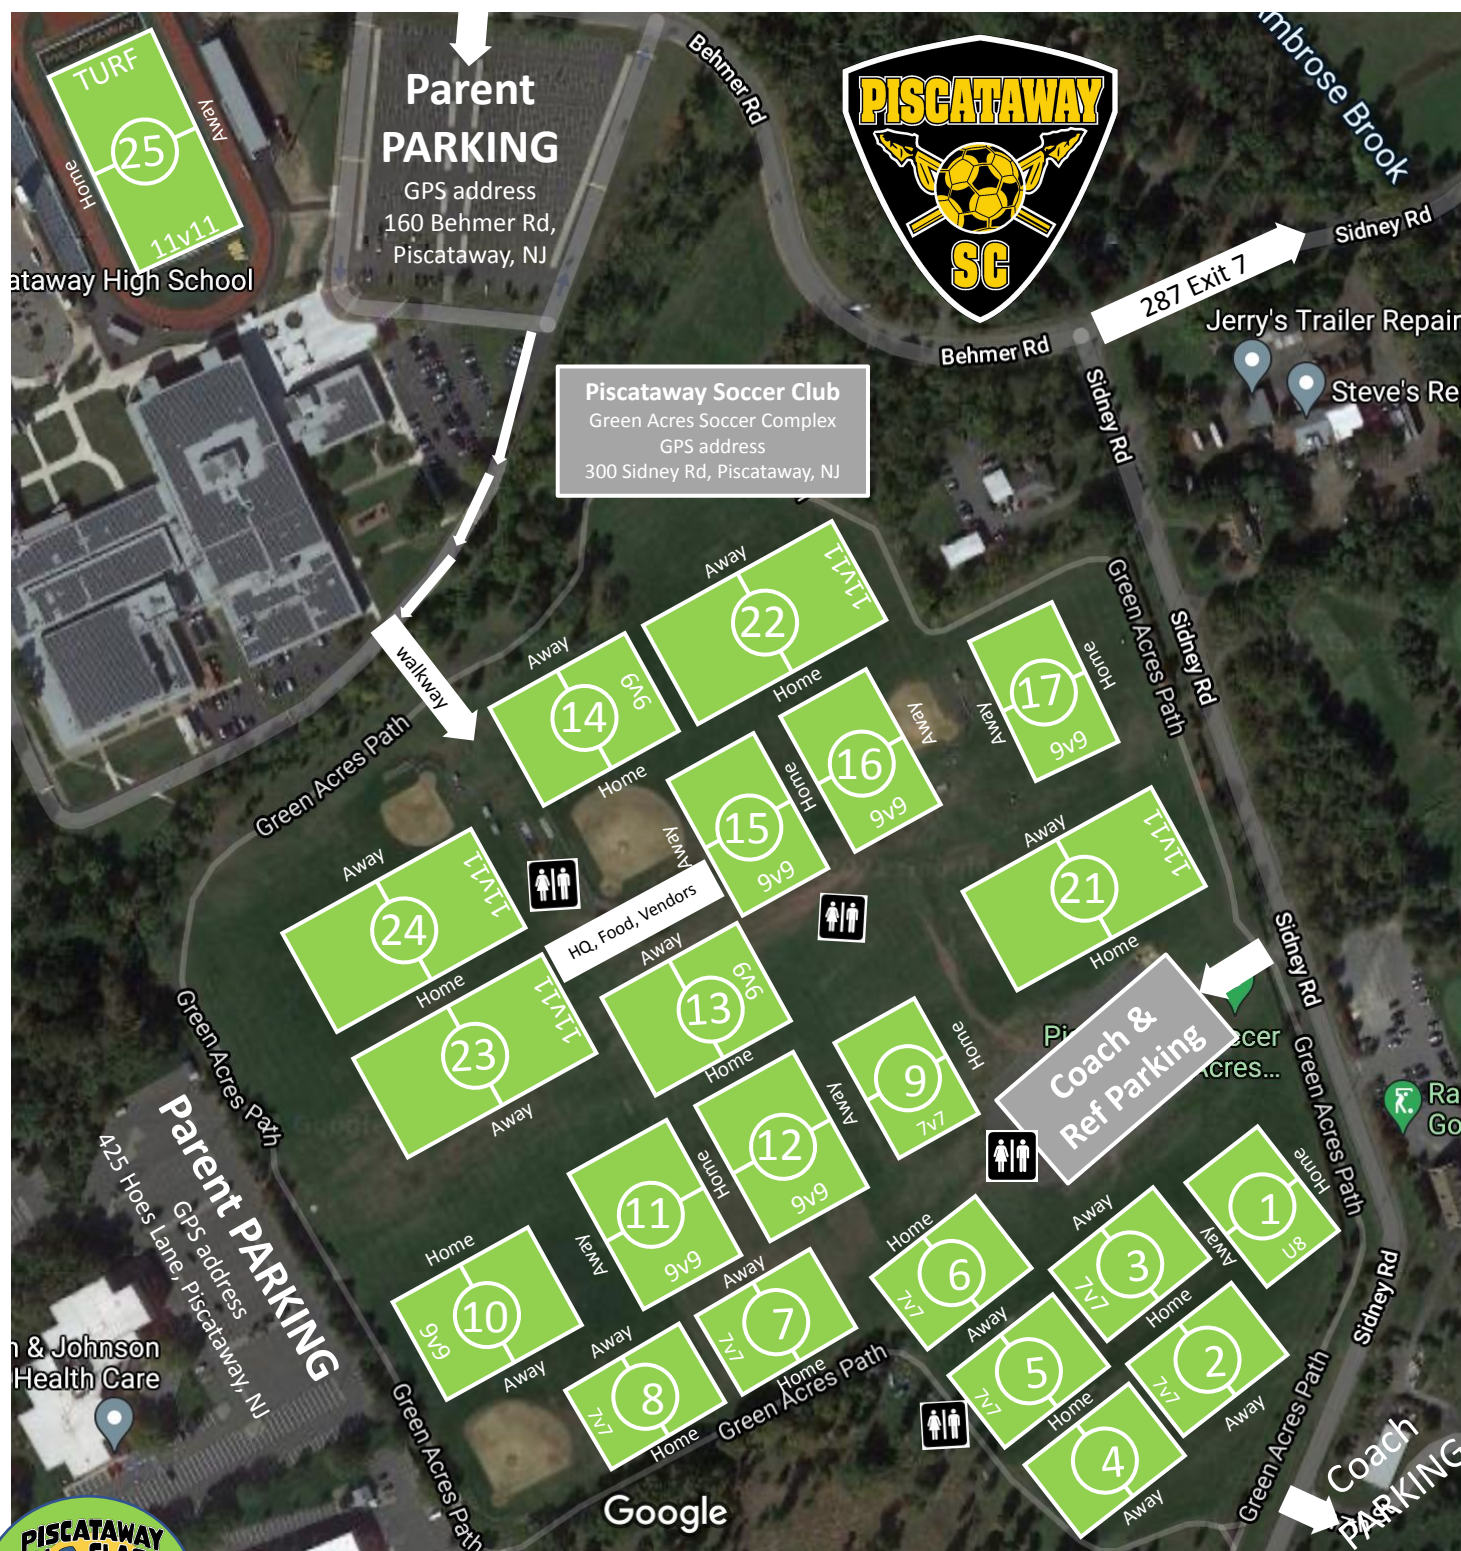 TURF
25
Home
Away
11v11
ataway High School
Parent
PARKING
GPS address
160 Behmer Rd,
Piscataway, NJ
Behmer Rd
PISCATAWAY
SC
mbrose Brook
Sidney Rd
287 Exit 7
Behmer Rd
Jerry's Trailer Repair
Steve's Re
Sidney Rd
Piscataway Soccer Club
Green Acres Soccer Complex
GPS address
300 Sidney Rd, Piscataway, NJ
walkway
Green Acres Path
Away
22
11v11
Home
Away
14
9v9
Home
17
Home
Away
9v9
Green Acres Path
Sidney Rd
16
Away
Home
9v9
15
Away
9v9
Away
21
11v11
Home
Away
24
11v11
Home
HQ, Food, Vendors
Away
13
9v9
Home
23
11v11
Away
Sidney Rd
Coach &
Ref Parking
Pi
ccer
Acres...
Green Acres Path
Ra
Go
Green Acres Path
Parent PARKING
GPS address
425 Hoes Lane, Piscataway, NJ
9
Home
Away
7v7
12
Home
9v9
11
Away
9v9
Home
10
9v9
Away
Away
7
7v7
Home
Away
8
7v7
Home
Home
6
7v7
Away
Away
3
7v7
Home
1
Home
Away
U8
5
7v7
Home
2
7v7
Away
4
Away
Sidney Rd
Green Acres Path
Green Acres Path
Green Acres Path
n & Johnson
Health Care
Google
Coach
PARKING
PISCATAWAY